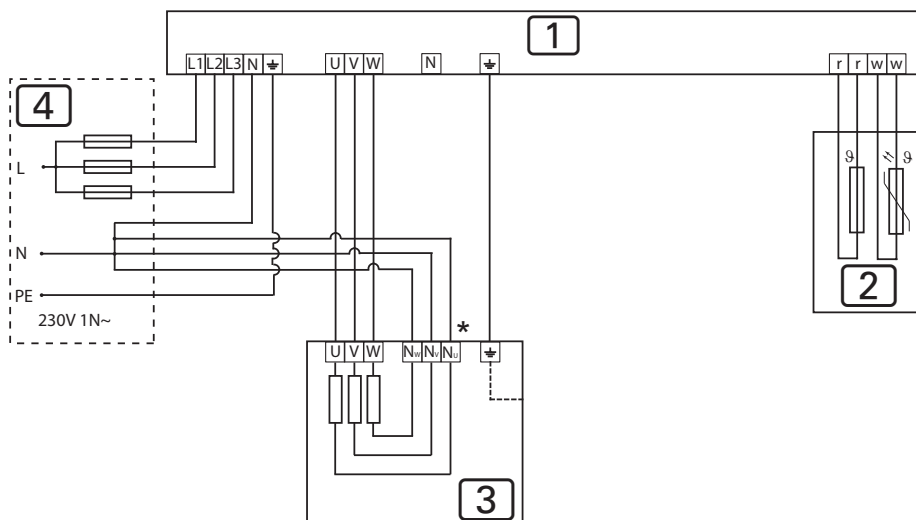 1
L1 L2 L3 N ⏚ U V W N ⏚ r r w w
4
L
ϑ ϑ
N
2
PE
230V 1N~
*
U V W NW NV NU ⏚
3